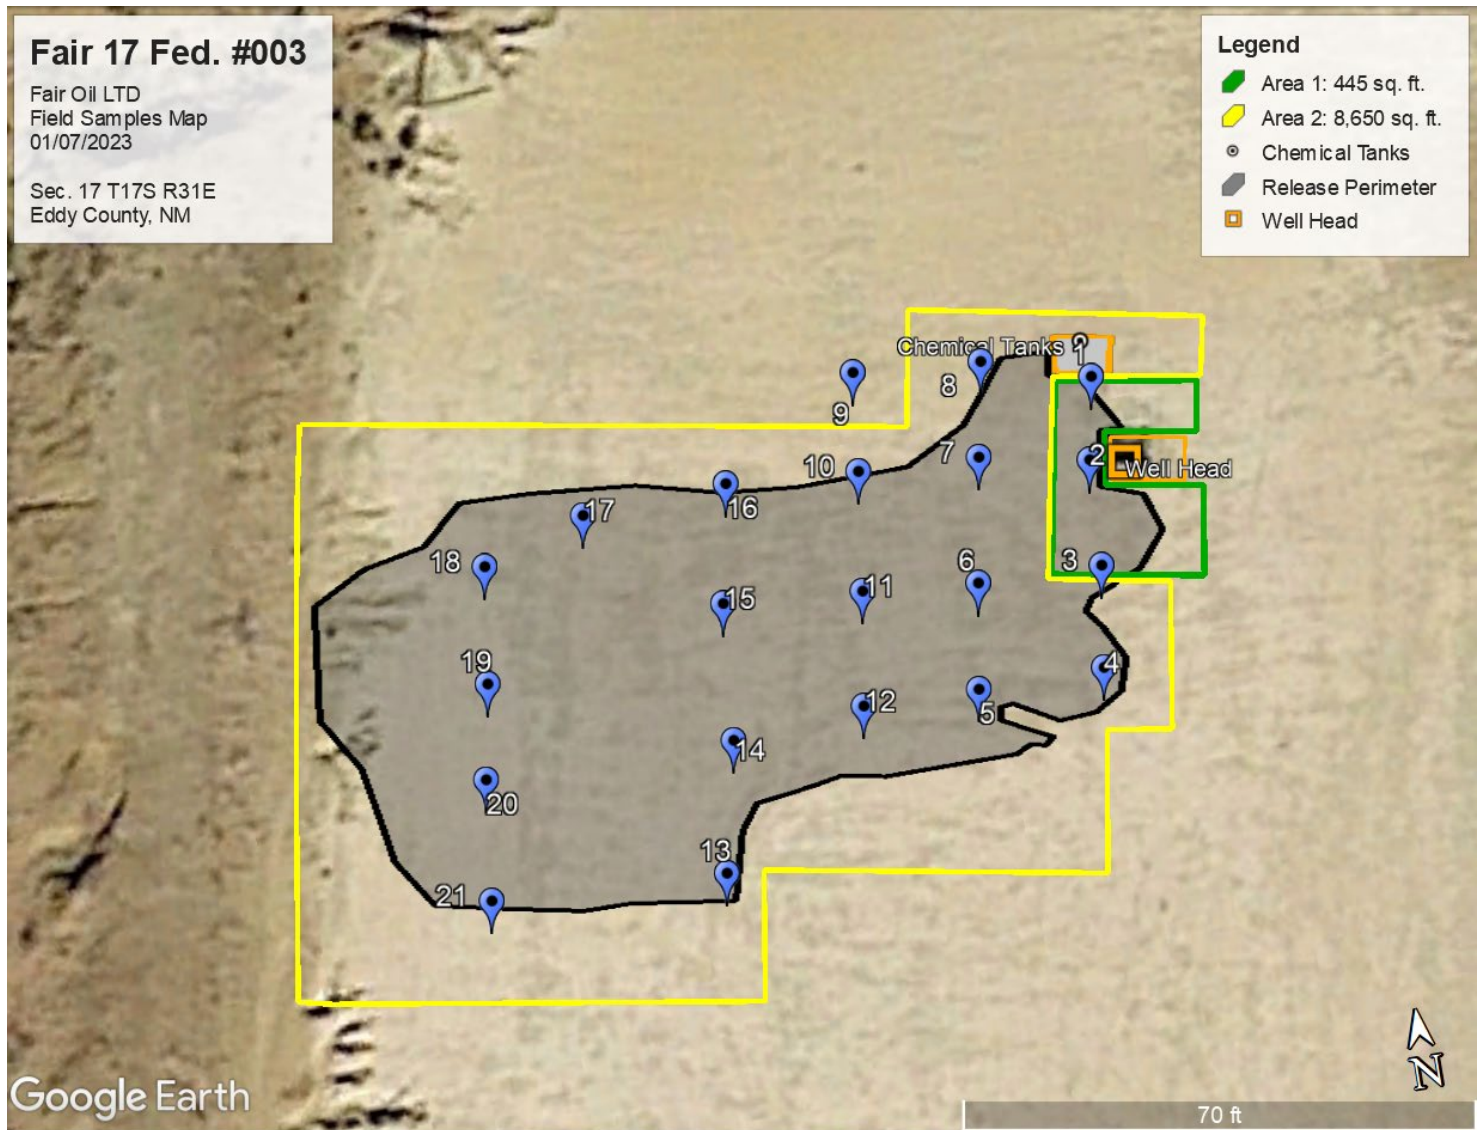 Fair 17 Fed. #003
Fair Oil LTD
Field Samples Map
01/07/2023
Sec. 17 T17S R31E
Eddy County, NM
Legend
Area 1: 445 sq. ft.
Area 2: 8,650 sq. ft.
Chemical Tanks
Release Perimeter
Well Head
Chemical Tanks
1
8
9
7
2
Well Head
10
16
17
18
6
3
11
15
19
4
12
5
14
20
13
21
N
Google Earth
70 ft